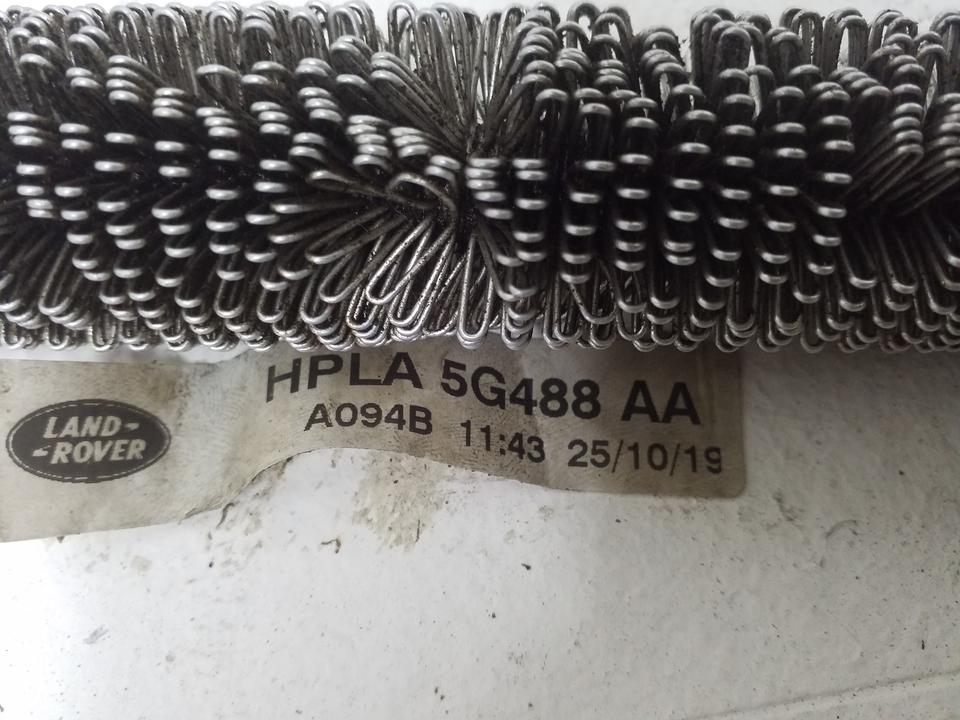 HPLA 5G488 AA
A094B 11:43 25/10/19
LAND-
-ROVER